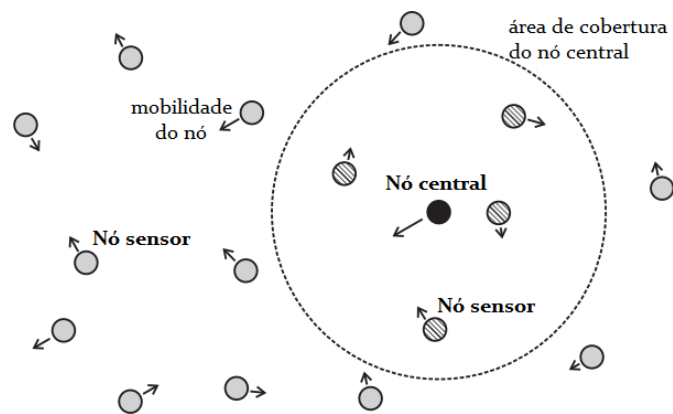 área de cobertura
do nó central
mobilidade
do nó
Nó central
Nó sensor
Nó sensor